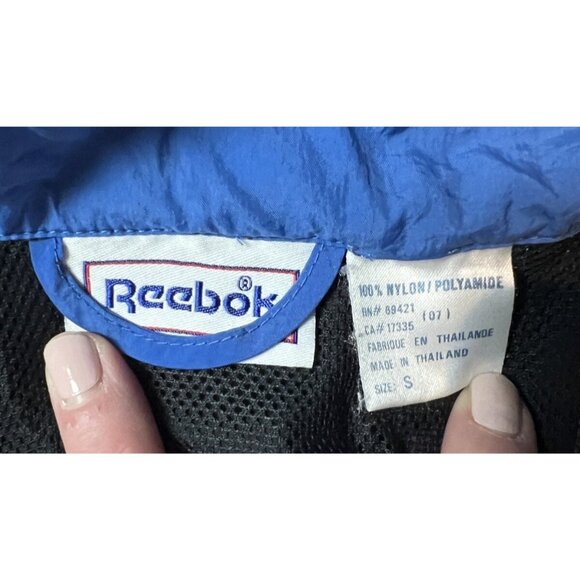 Reebok®
100% NYLON/POLYAMIDE
RN# 69421 (07)
CA# 17335
FABRIQUE EN THAILANDE
MADE IN THAILAND
SIZE: S